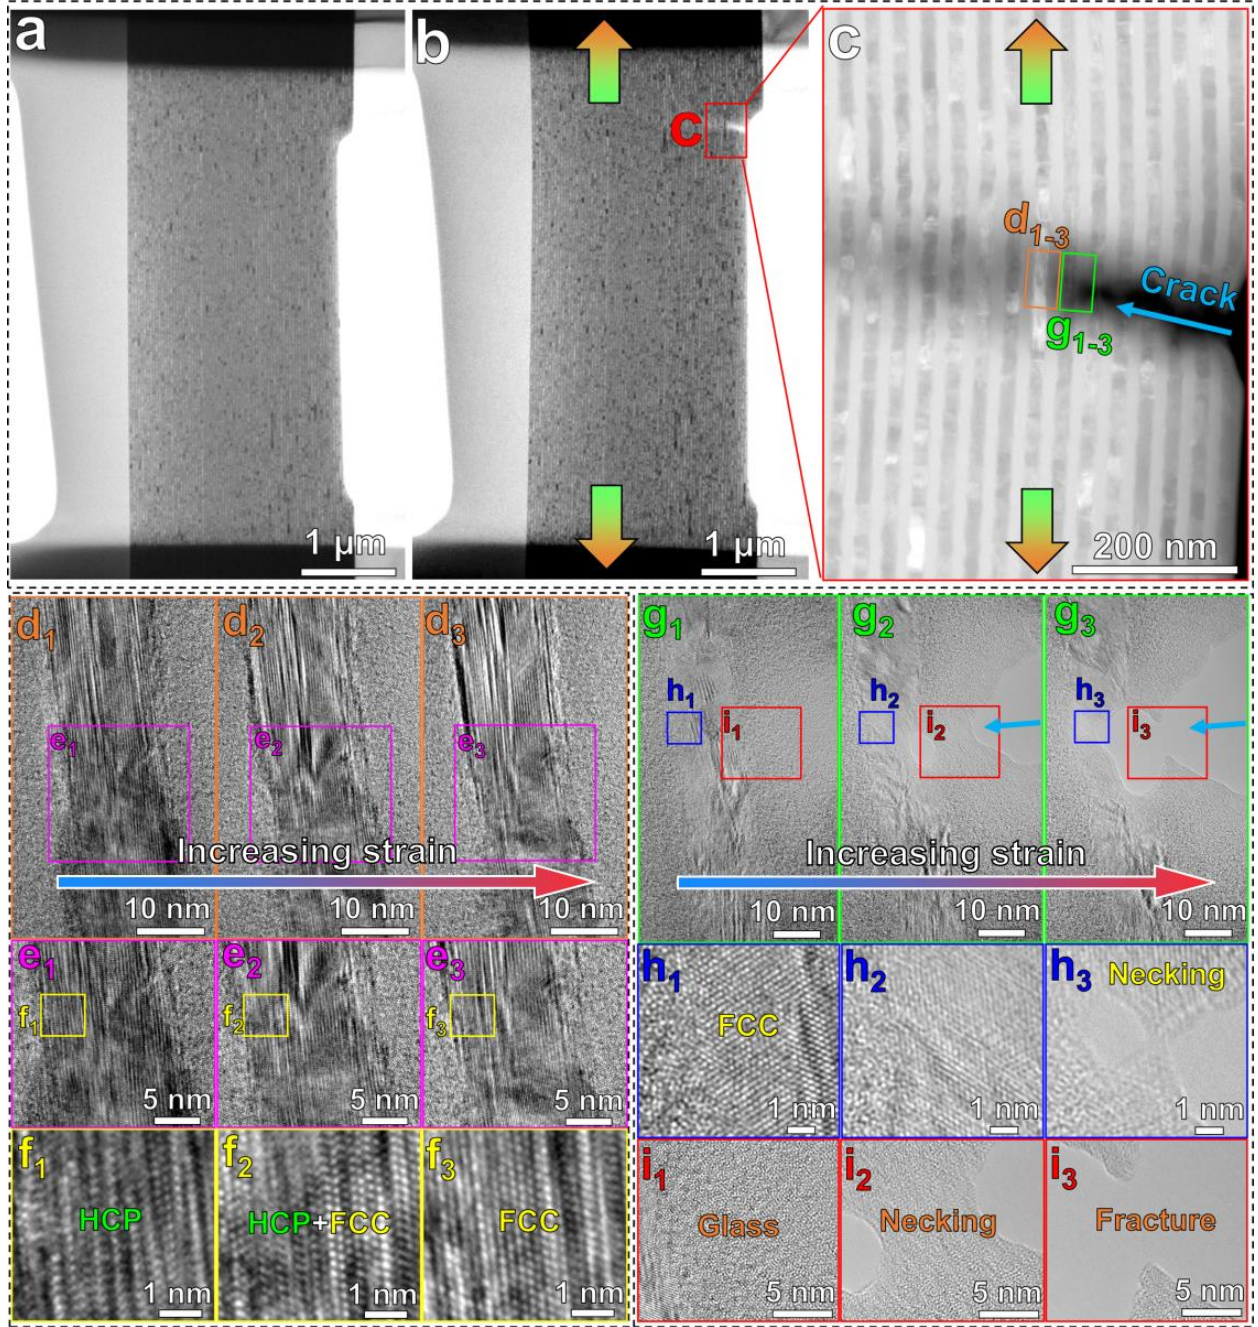 a
1 μm
b
c
1 μm
c
d1-3
Crack
g1-3
200 nm
d1
d2
d3
e1
e2
e3
Increasing strain
10 nm
10 nm
10 nm
e1
e2
e3
f1
f2
f3
5 nm
5 nm
5 nm
f1
f2
f3
HCP
HCP+FCC
FCC
1 nm
1 nm
1 nm
g1
g2
g3
h1
h2
h3
i1
i2
i3
Increasing strain
10 nm
10 nm
10 nm
h1
h2
h3
Necking
FCC
1 nm
1 nm
1 nm
i1
i2
i3
Glass
Necking
Fracture
5 nm
5 nm
5 nm